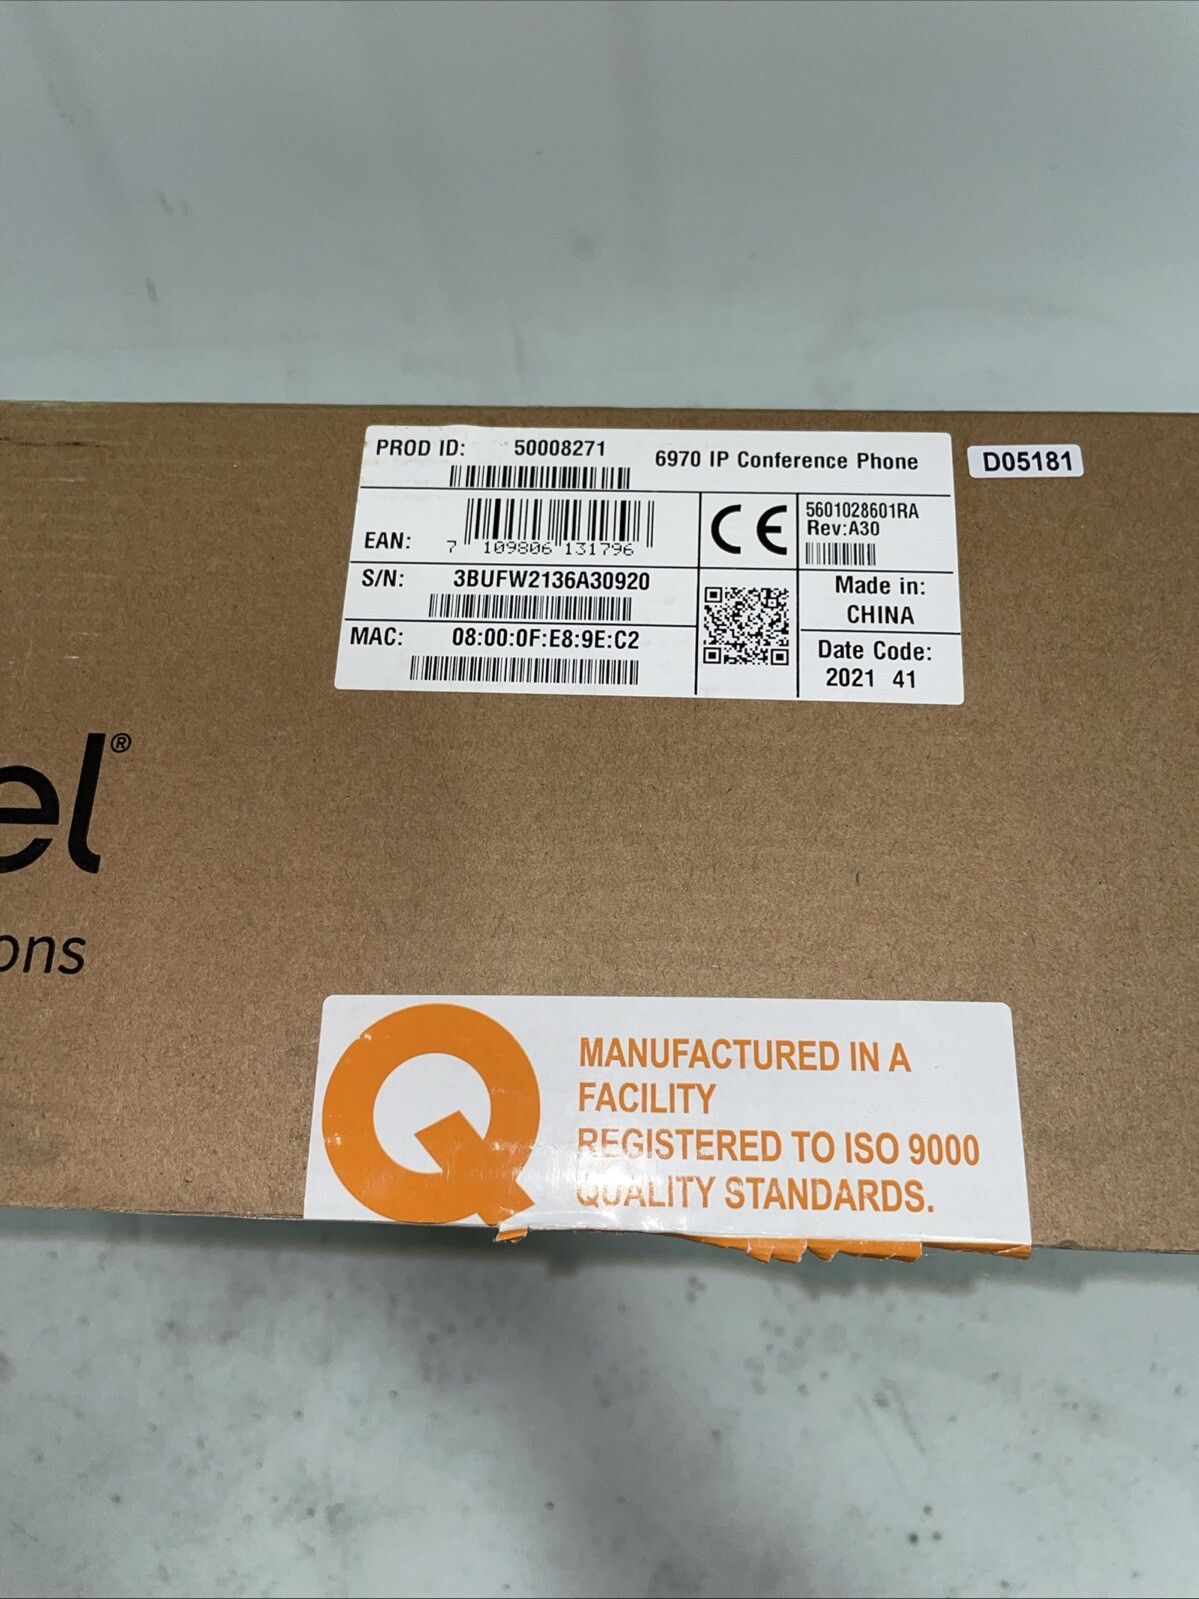 PROD ID: 50008271
6970 IP Conference Phone
D05181
EAN: 7 109806 131796
5601028601RA
Rev:A30
S/N: 3BUFW2136A30920
Made in:
CHINA
MAC: 08:00:0F:E8:9E:C2
Date Code:
2021 41
el®
ons
MANUFACTURED IN A
FACILITY
REGISTERED TO ISO 9000
QUALITY STANDARDS.